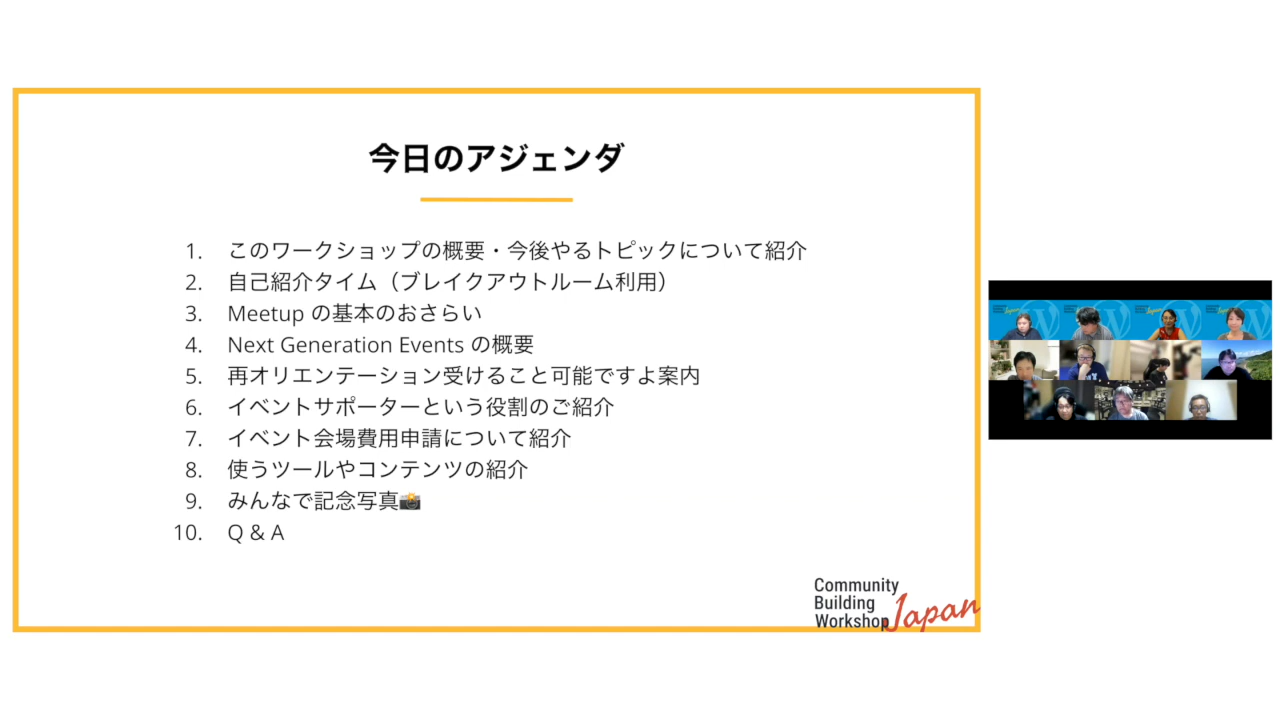 今日のアジェンダ
1. このワークショップの概要・今後やるトピックについて紹介
2. 自己紹介タイム（ブレイクアウトルーム利用）
3. Meetup の基本のおさらい
4. Next Generation Events の概要
5. 再オリエンテーション受けること可能ですよ案内
6. イベントサポーターという役割のご紹介
7. イベント会場費用申請について紹介
8. 使うツールやコンテンツの紹介
9. みんなで記念写真📸
10. Q & A
Community
Building
Workshop Japan